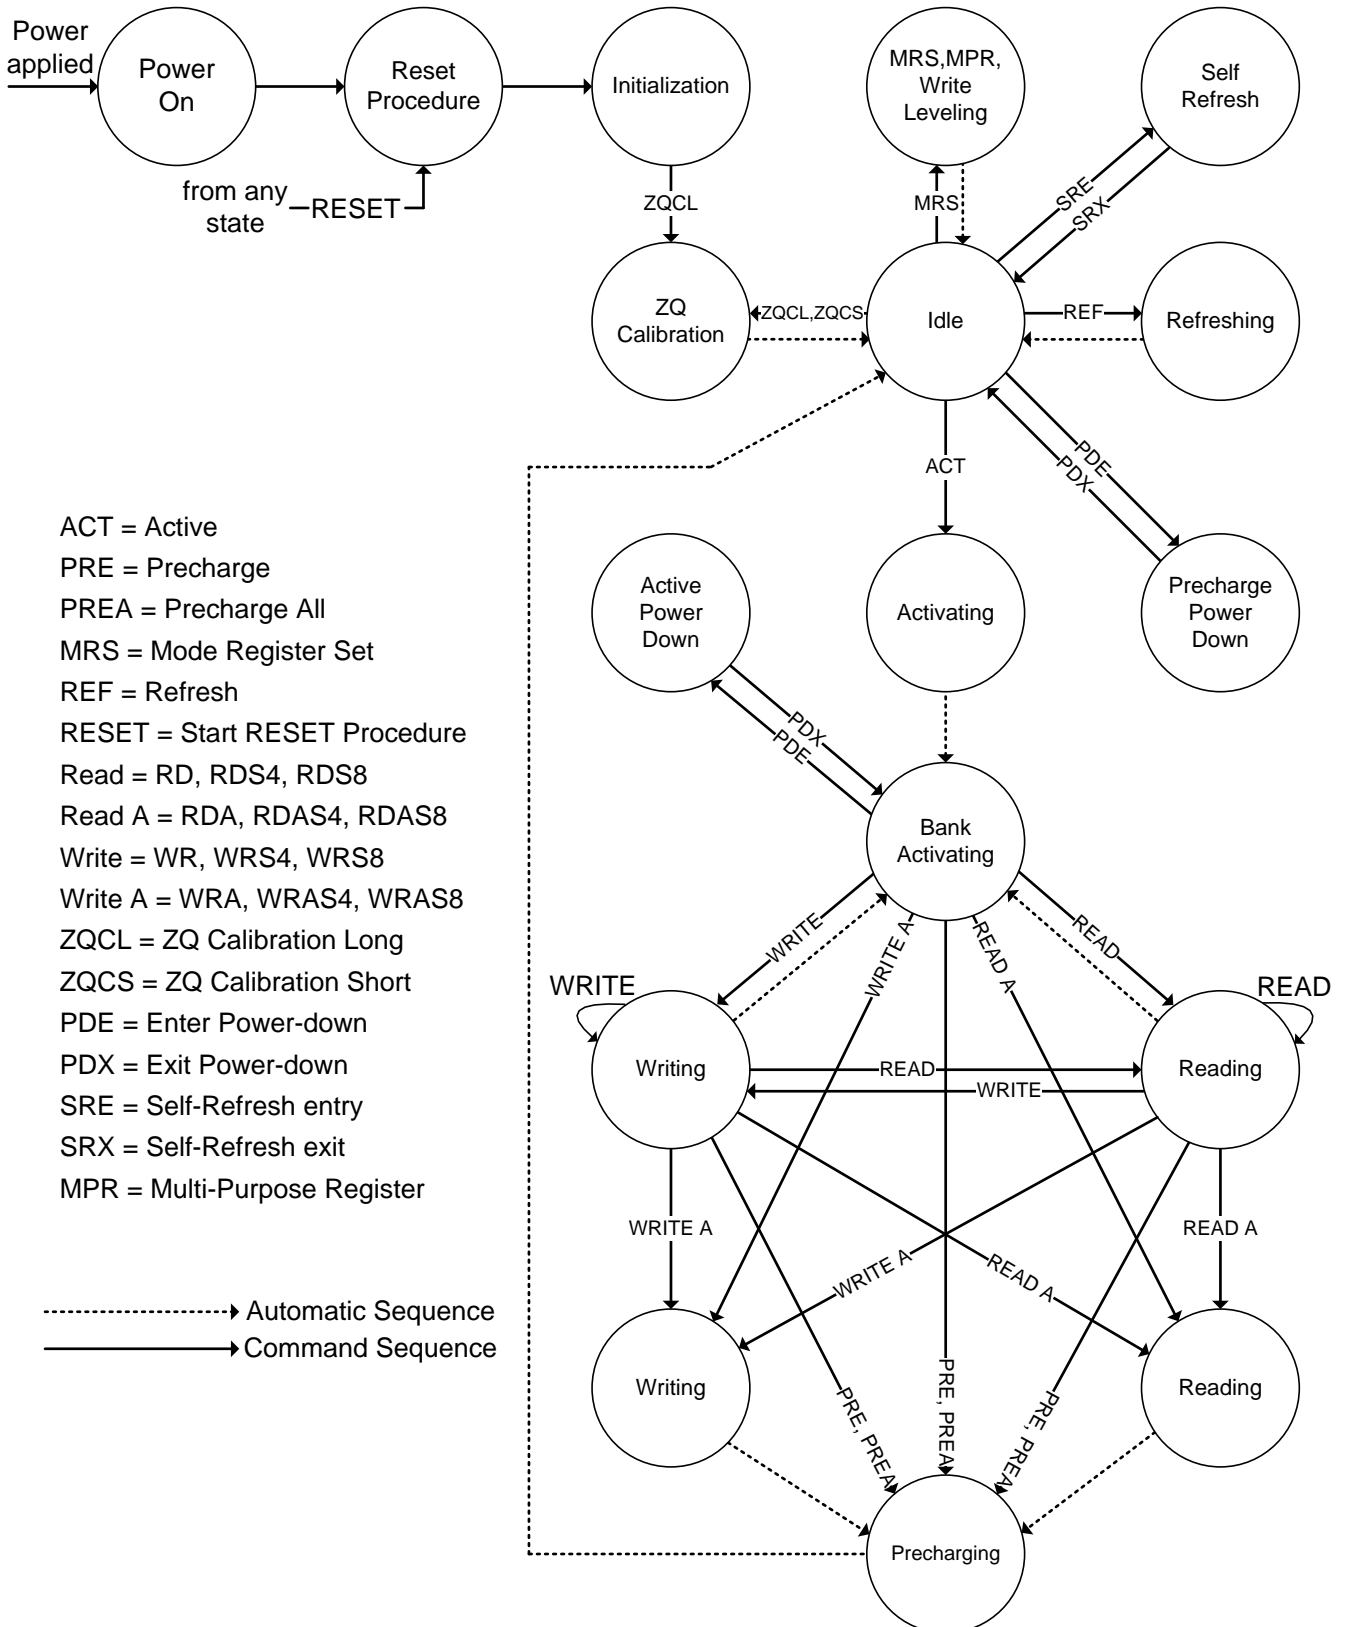 Power
applied
Power
On
Reset
Procedure
Initialization
MRS,MPR,
Write
Leveling
Self
Refresh
from any
state
RESET
ZQCL
MRS
SRE
SRX
ZQ
Calibration
ZQCL,ZQCS
Idle
REF
Refreshing
ACT
PDE
PDX
ACT = Active
PRE = Precharge
PREA = Precharge All
MRS = Mode Register Set
REF = Refresh
RESET = Start RESET Procedure
Read = RD, RDS4, RDS8
Read A = RDA, RDAS4, RDAS8
Write = WR, WRS4, WRS8
Write A = WRA, WRAS4, WRAS8
ZQCL = ZQ Calibration Long
ZQCS = ZQ Calibration Short
PDE = Enter Power-down
PDX = Exit Power-down
SRE = Self-Refresh entry
SRX = Self-Refresh exit
MPR = Multi-Purpose Register
Automatic Sequence
Command Sequence
Active
Power
Down
Activating
Precharge
Power
Down
PDX
PDE
Bank
Activating
WRITE
WRITE A
READ A
READ
WRITE
READ
Writing
READ
WRITE
Reading
WRITE A
READ A
WRITE A
READ A
Writing
PRE, PREA
PRE, PREA
PRE, PREA
Reading
Precharging